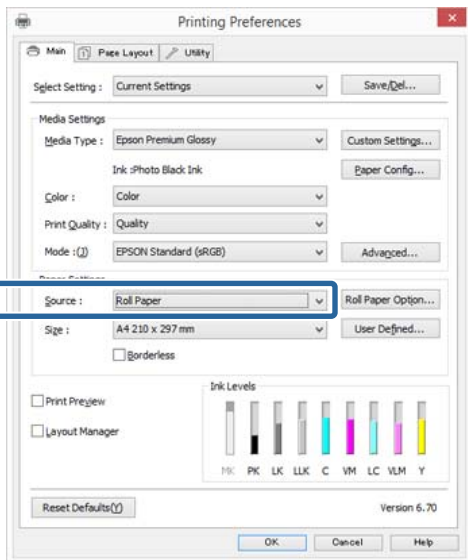 Printing Preferences
Main Page Layout Utility
Select Setting : Current Settings Save/Del...
Media Settings
Media Type : Epson Premium Glossy Custom Settings...
Ink :Photo Black Ink Paper Config...
Color : Color
Print Quality : Quality
Mode :(J) EPSON Standard (sRGB) Advanced...
Paper Settings
Source : Roll Paper Roll Paper Option...
Size : A4 210 x 297 mm User Defined...
Borderless
Ink Levels
Print Preview
Layout Manager
MK PK LK LLK C VM LC VLM Y
Reset Defaults(Y) Version 6.70
OK Cancel Help